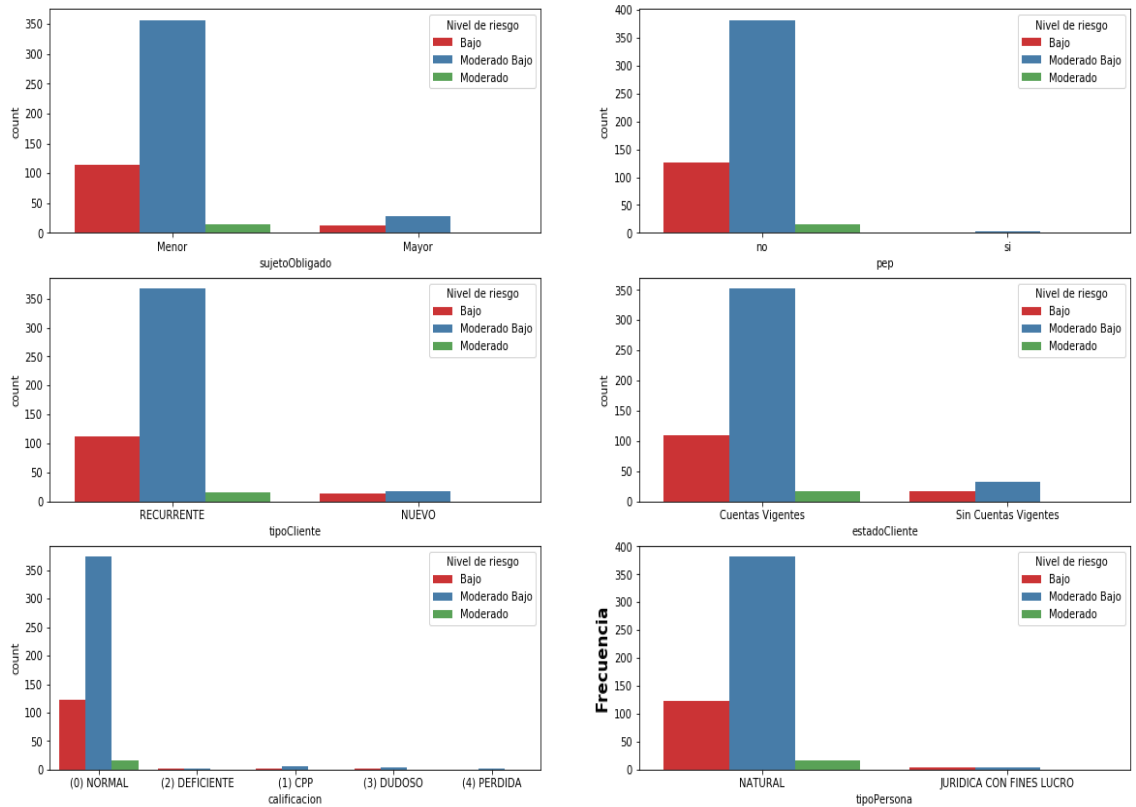 Nivel de riesgo
Bajo
Moderado Bajo
Moderado
count
350
300
250
200
150
100
50
0
Menor
Mayor
sujetoObligado
Nivel de riesgo
Bajo
Moderado Bajo
Moderado
count
400
350
300
250
200
150
100
50
0
no
si
pep
Nivel de riesgo
Bajo
Moderado Bajo
Moderado
count
350
300
250
200
150
100
50
0
RECURRENTE
NUEVO
tipoCliente
Nivel de riesgo
Bajo
Moderado Bajo
Moderado
count
350
300
250
200
150
100
50
0
Cuentas Vigentes
Sin Cuentas Vigentes
estadoCliente
Nivel de riesgo
Bajo
Moderado Bajo
Moderado
count
350
300
250
200
150
100
50
0
(0) NORMAL
(2) DEFICIENTE
(1) CPP
(3) DUDOSO
(4) PERDIDA
calificacion
Nivel de riesgo
Bajo
Moderado Bajo
Moderado
Frecuencia
400
350
300
250
200
150
100
50
0
NATURAL
JURIDICA CON FINES LUCRO
tipoPersona